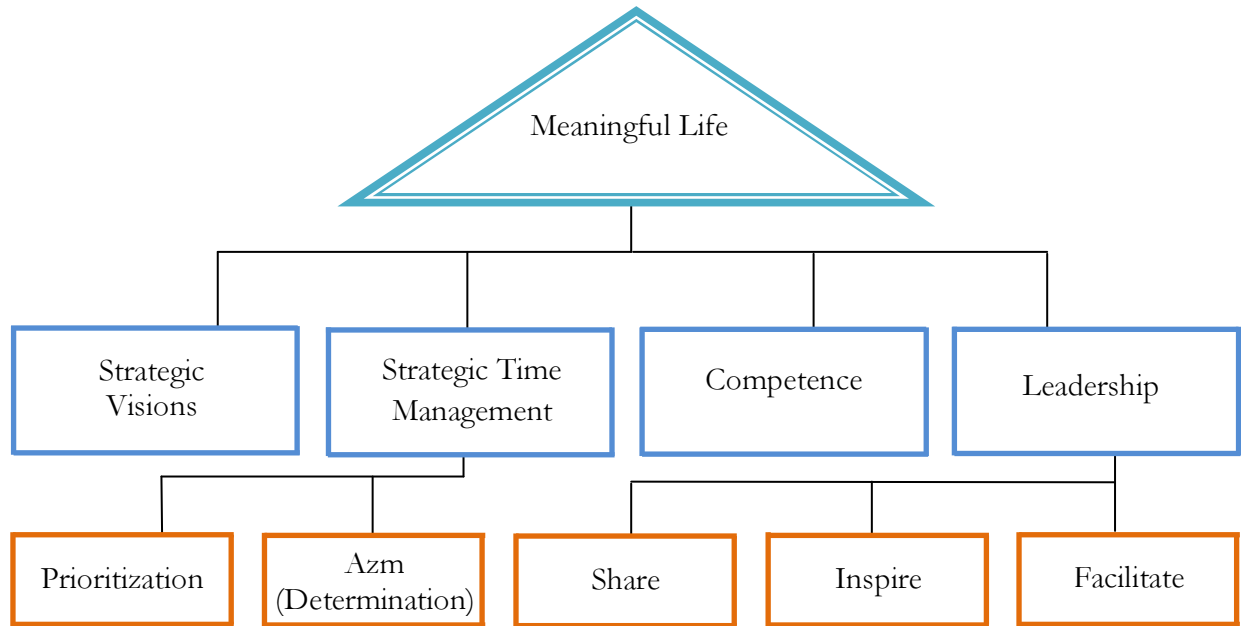 Meaningful Life
Strategic
Visions
Strategic Time
Management
Competence
Leadership
Prioritization
Azm
(Determination)
Share
Inspire
Facilitate